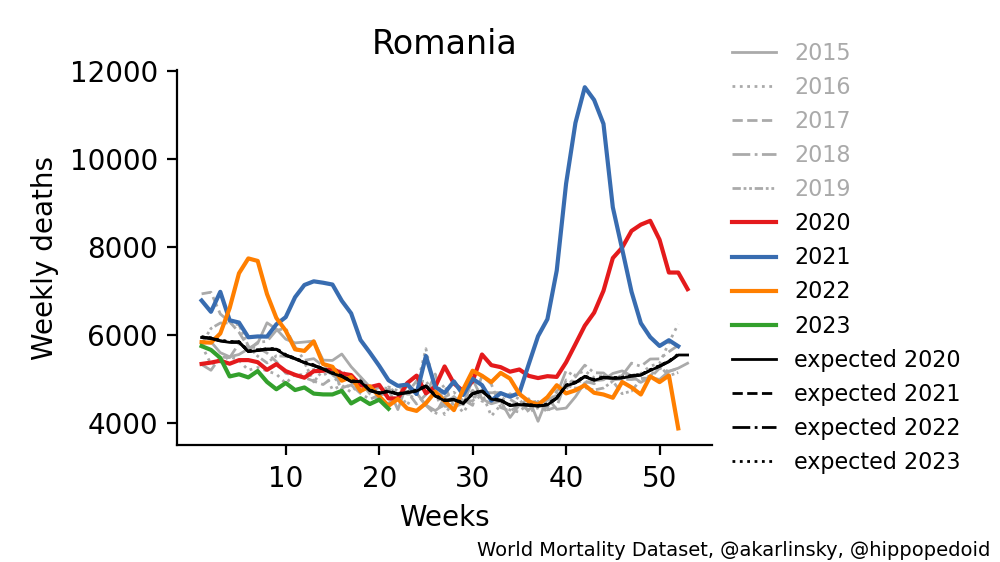 Romania
12000
10000
8000
6000
4000
Weekly deaths
10
20
30
40
50
Weeks
2015
2016
2017
2018
2019
2020
2021
2022
2023
expected 2020
expected 2021
expected 2022
expected 2023
World Mortality Dataset, @akarlinsky, @hippopedoid